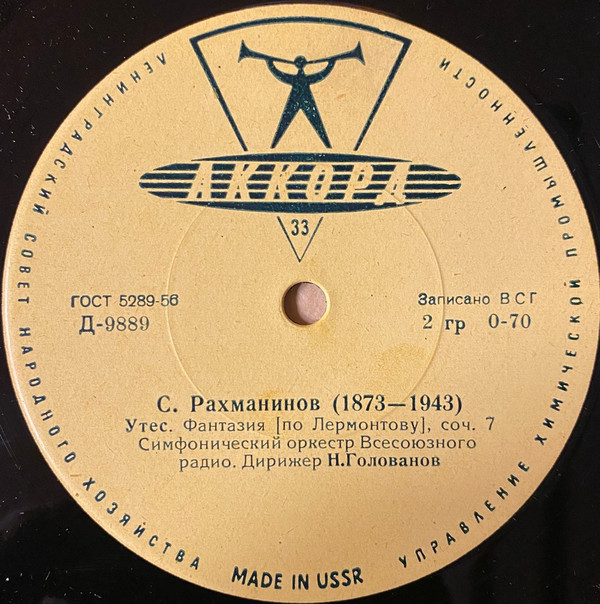 ЛЕНИНГРАДСКИЙ СОВЕТ НАРОДНОГО ХОЗЯЙСТВА
УПРАВЛЕНИЕ ХИМИЧЕСКОЙ ПРОМЫШЛЕННОСТИ
АККОРД
33
ГОСТ 5289-56
Д-9889
Записано ВСГ
2 гр 0-70
С. Рахманинов (1873—1943)
Утес. Фантазия [по Лермонтову], соч. 7
Симфонический оркестр Всесоюзного
радио. Дирижер Н.Голованов
MADE IN USSR